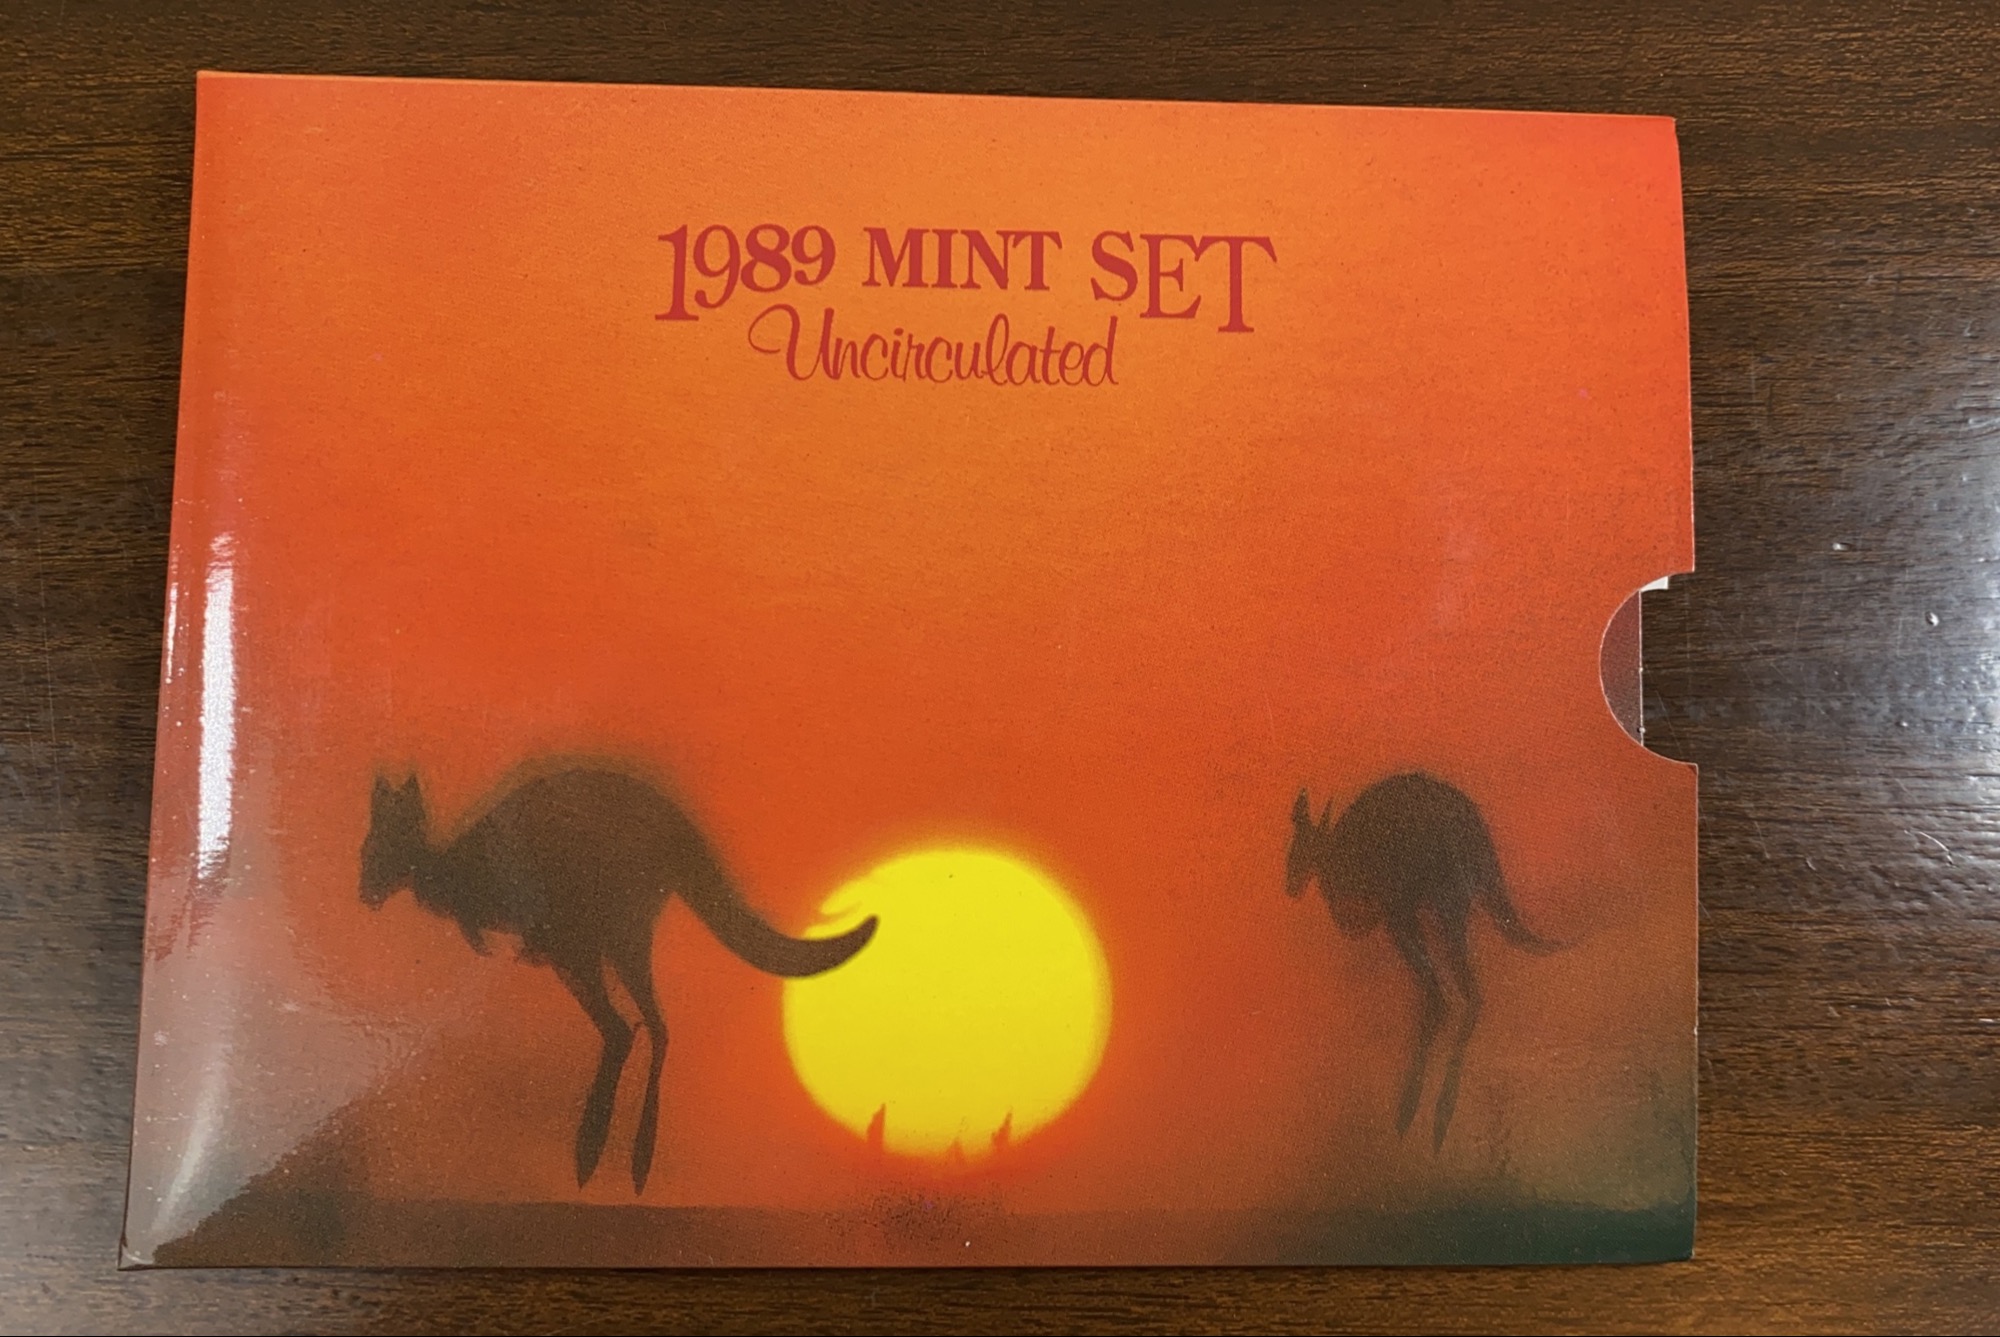 1989 MINT SET
Uncirculated